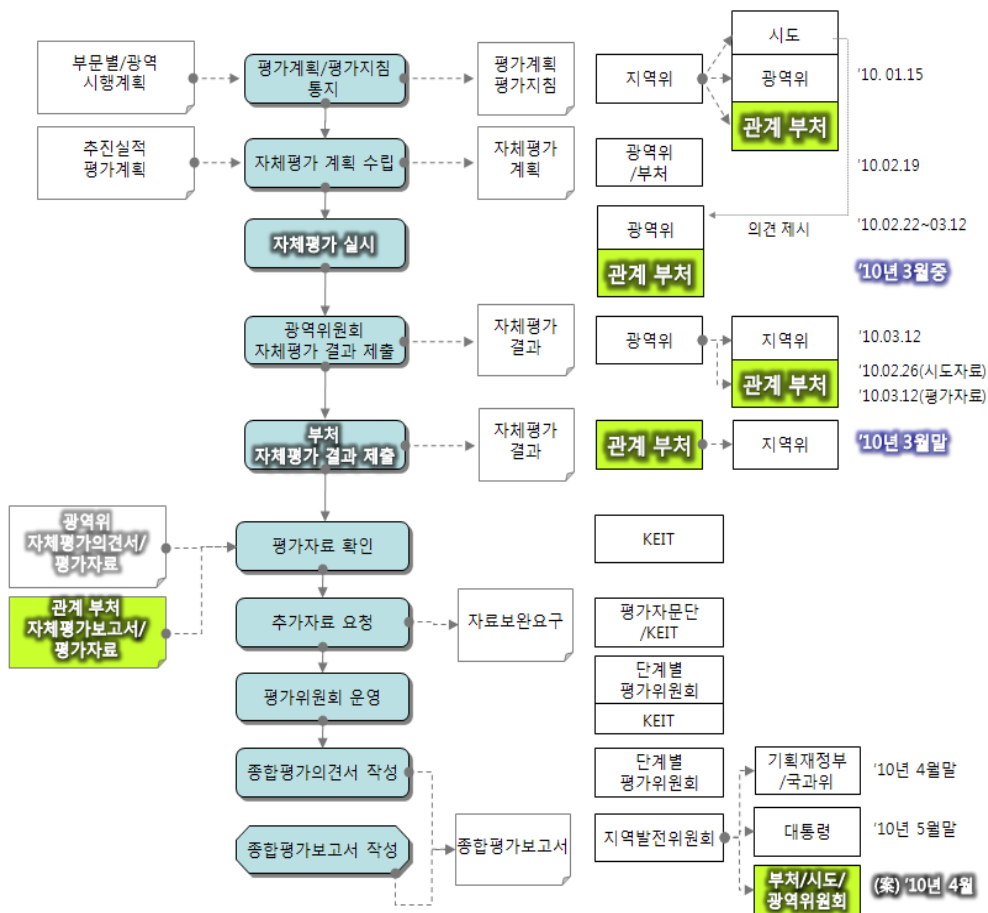 시도
부문별/광역
시행계획
평가계획/평가지침
통지
평가계획
평가지침
지역위
광역위
'10. 01.15
관계 부처
추진실적
평가계획
자체평가 계획 수립
자체평가
계획
광역위
/부처
'10.02.19
자체평가 실시
광역위
의견 제시
'10.02.22~03.12
관계 부처
'10년 3월중
광역위원회
자체평가 결과 제출
자체평가
결과
광역위
지역위
'10.03.12
관계 부처
'10.02.26(시도자료)
'10.03.12(평가자료)
부처
자체평가 결과 제출
자체평가
결과
관계 부처
지역위
'10년 3월말
광역위
자체평가의견서/
평가자료
평가자료 확인
KEIT
관계 부처
자체평가보고서/
평가자료
추가자료 요청
자료보완요구
평가자문단
/KEIT
평가위원회 운영
단계별
평가위원회
KEIT
종합평가의견서 작성
단계별
평가위원회
기획재정부
/국과위
'10년 4월말
종합평가보고서 작성
종합평가보고서
지역발전위원회
대통령
'10년 5월말
부처/시도/
광역위원회
(案) '10년 4월